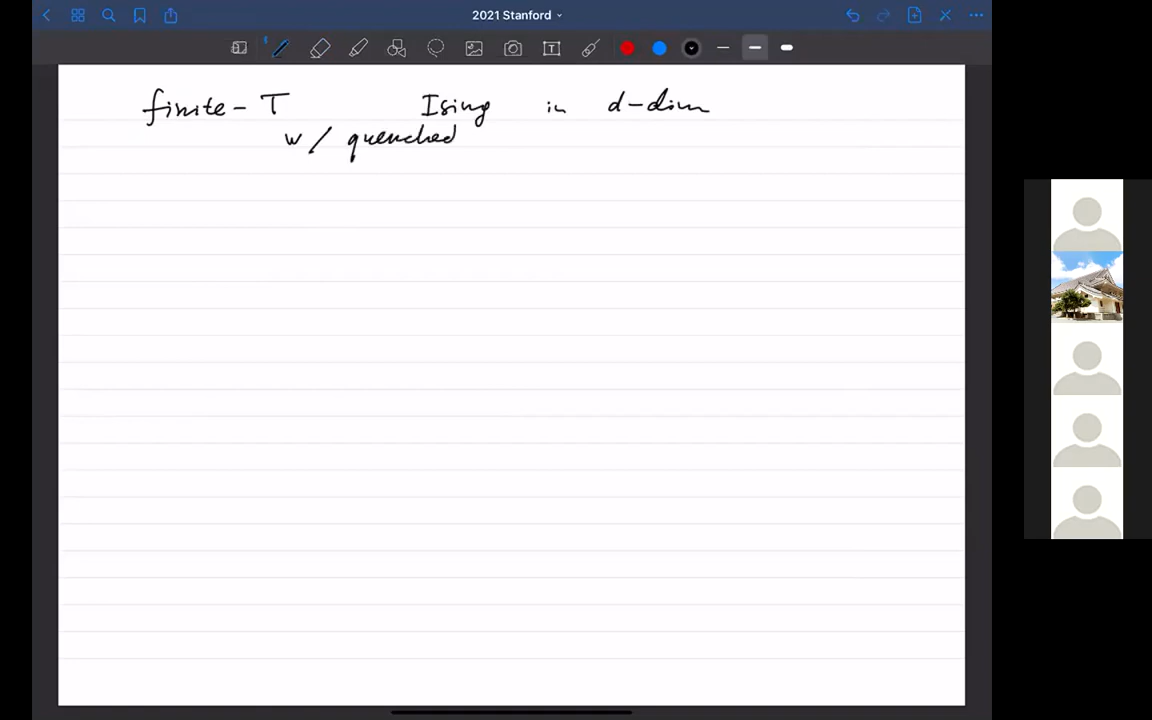 2021 Stanford
T
finite-T Ising in d-dim
w/ quenched